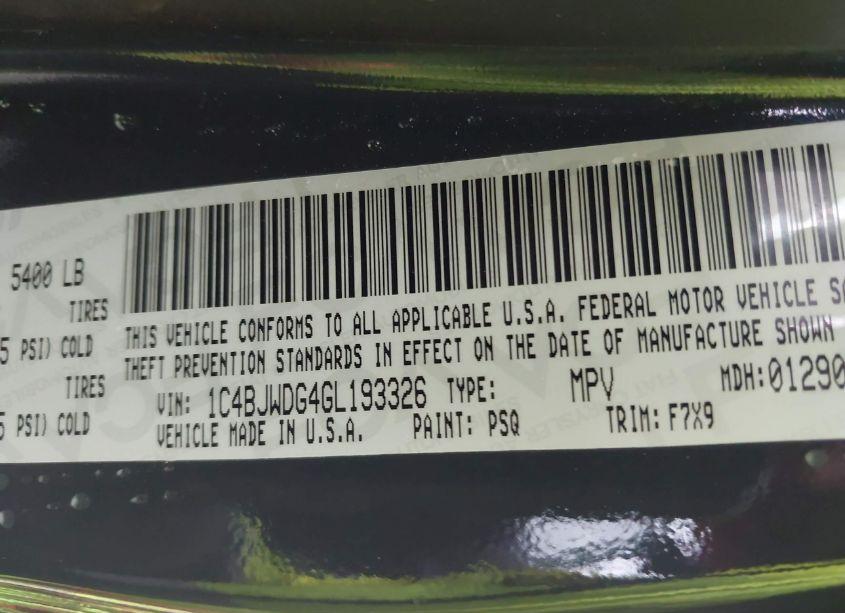 5400 LB
TIRES
5 PSI) COLD
TIRES
5 PSI) COLD
THIS VEHICLE CONFORMS TO ALL APPLICABLE U.S.A. FEDERAL MOTOR VEHICLE SA
THEFT PREVENTION STANDARDS IN EFFECT ON THE DATE OF MANUFACTURE SHOWN
VIN: 1C4BJWDG4GL193326 TYPE: MPV MDH:01290
VEHICLE MADE IN U.S.A. PAINT: PSQ TRIM: F7X9